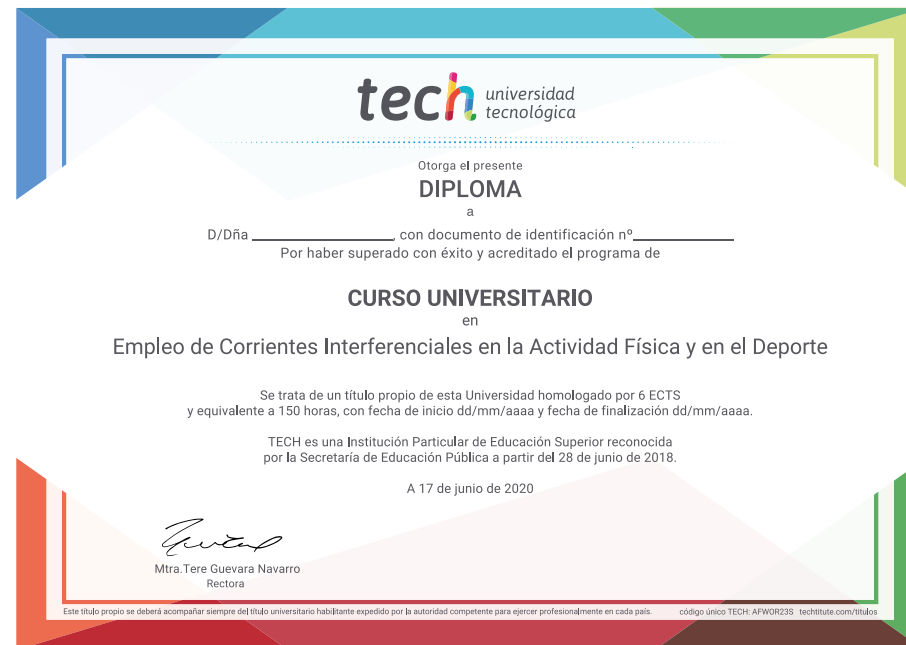 tech universidad
tecnológica
Otorga el presente
DIPLOMA
a
D/Dña ____________, con documento de identificación nº____________
Por haber superado con éxito y acreditado el programa de
CURSO UNIVERSITARIO
en
Empleo de Corrientes Interferenciales en la Actividad Física y en el Deporte
Se trata de un título propio de esta Universidad homologado por 6 ECTS
y equivalente a 150 horas, con fecha de inicio dd/mm/aaaa y fecha de finalización dd/mm/aaaa.
TECH es una Institución Particular de Educación Superior reconocida
por la Secretaría de Educación Pública a partir del 28 de junio de 2018.
A 17 de junio de 2020
Mtra.Tere Guevara Navarro
Rectora
Este título propio se deberá acompañar siempre del título universitario habilitante expedido por la autoridad competente para ejercer profesionalmente en cada país. código único TECH: AFWOR23S techtitute.com/titulos